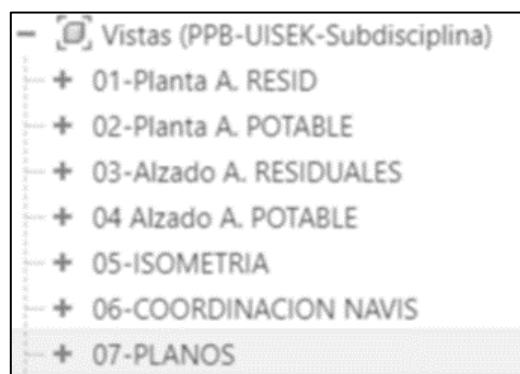 Vistas (PPB-UISEK-Subdisciplina)
01-Planta A. RESID
02-Planta A. POTABLE
03-Alzado A. RESIDUALES
04 Alzado A. POTABLE
05-ISOMETRIA
06-COORDINACION NAVIS
07-PLANOS